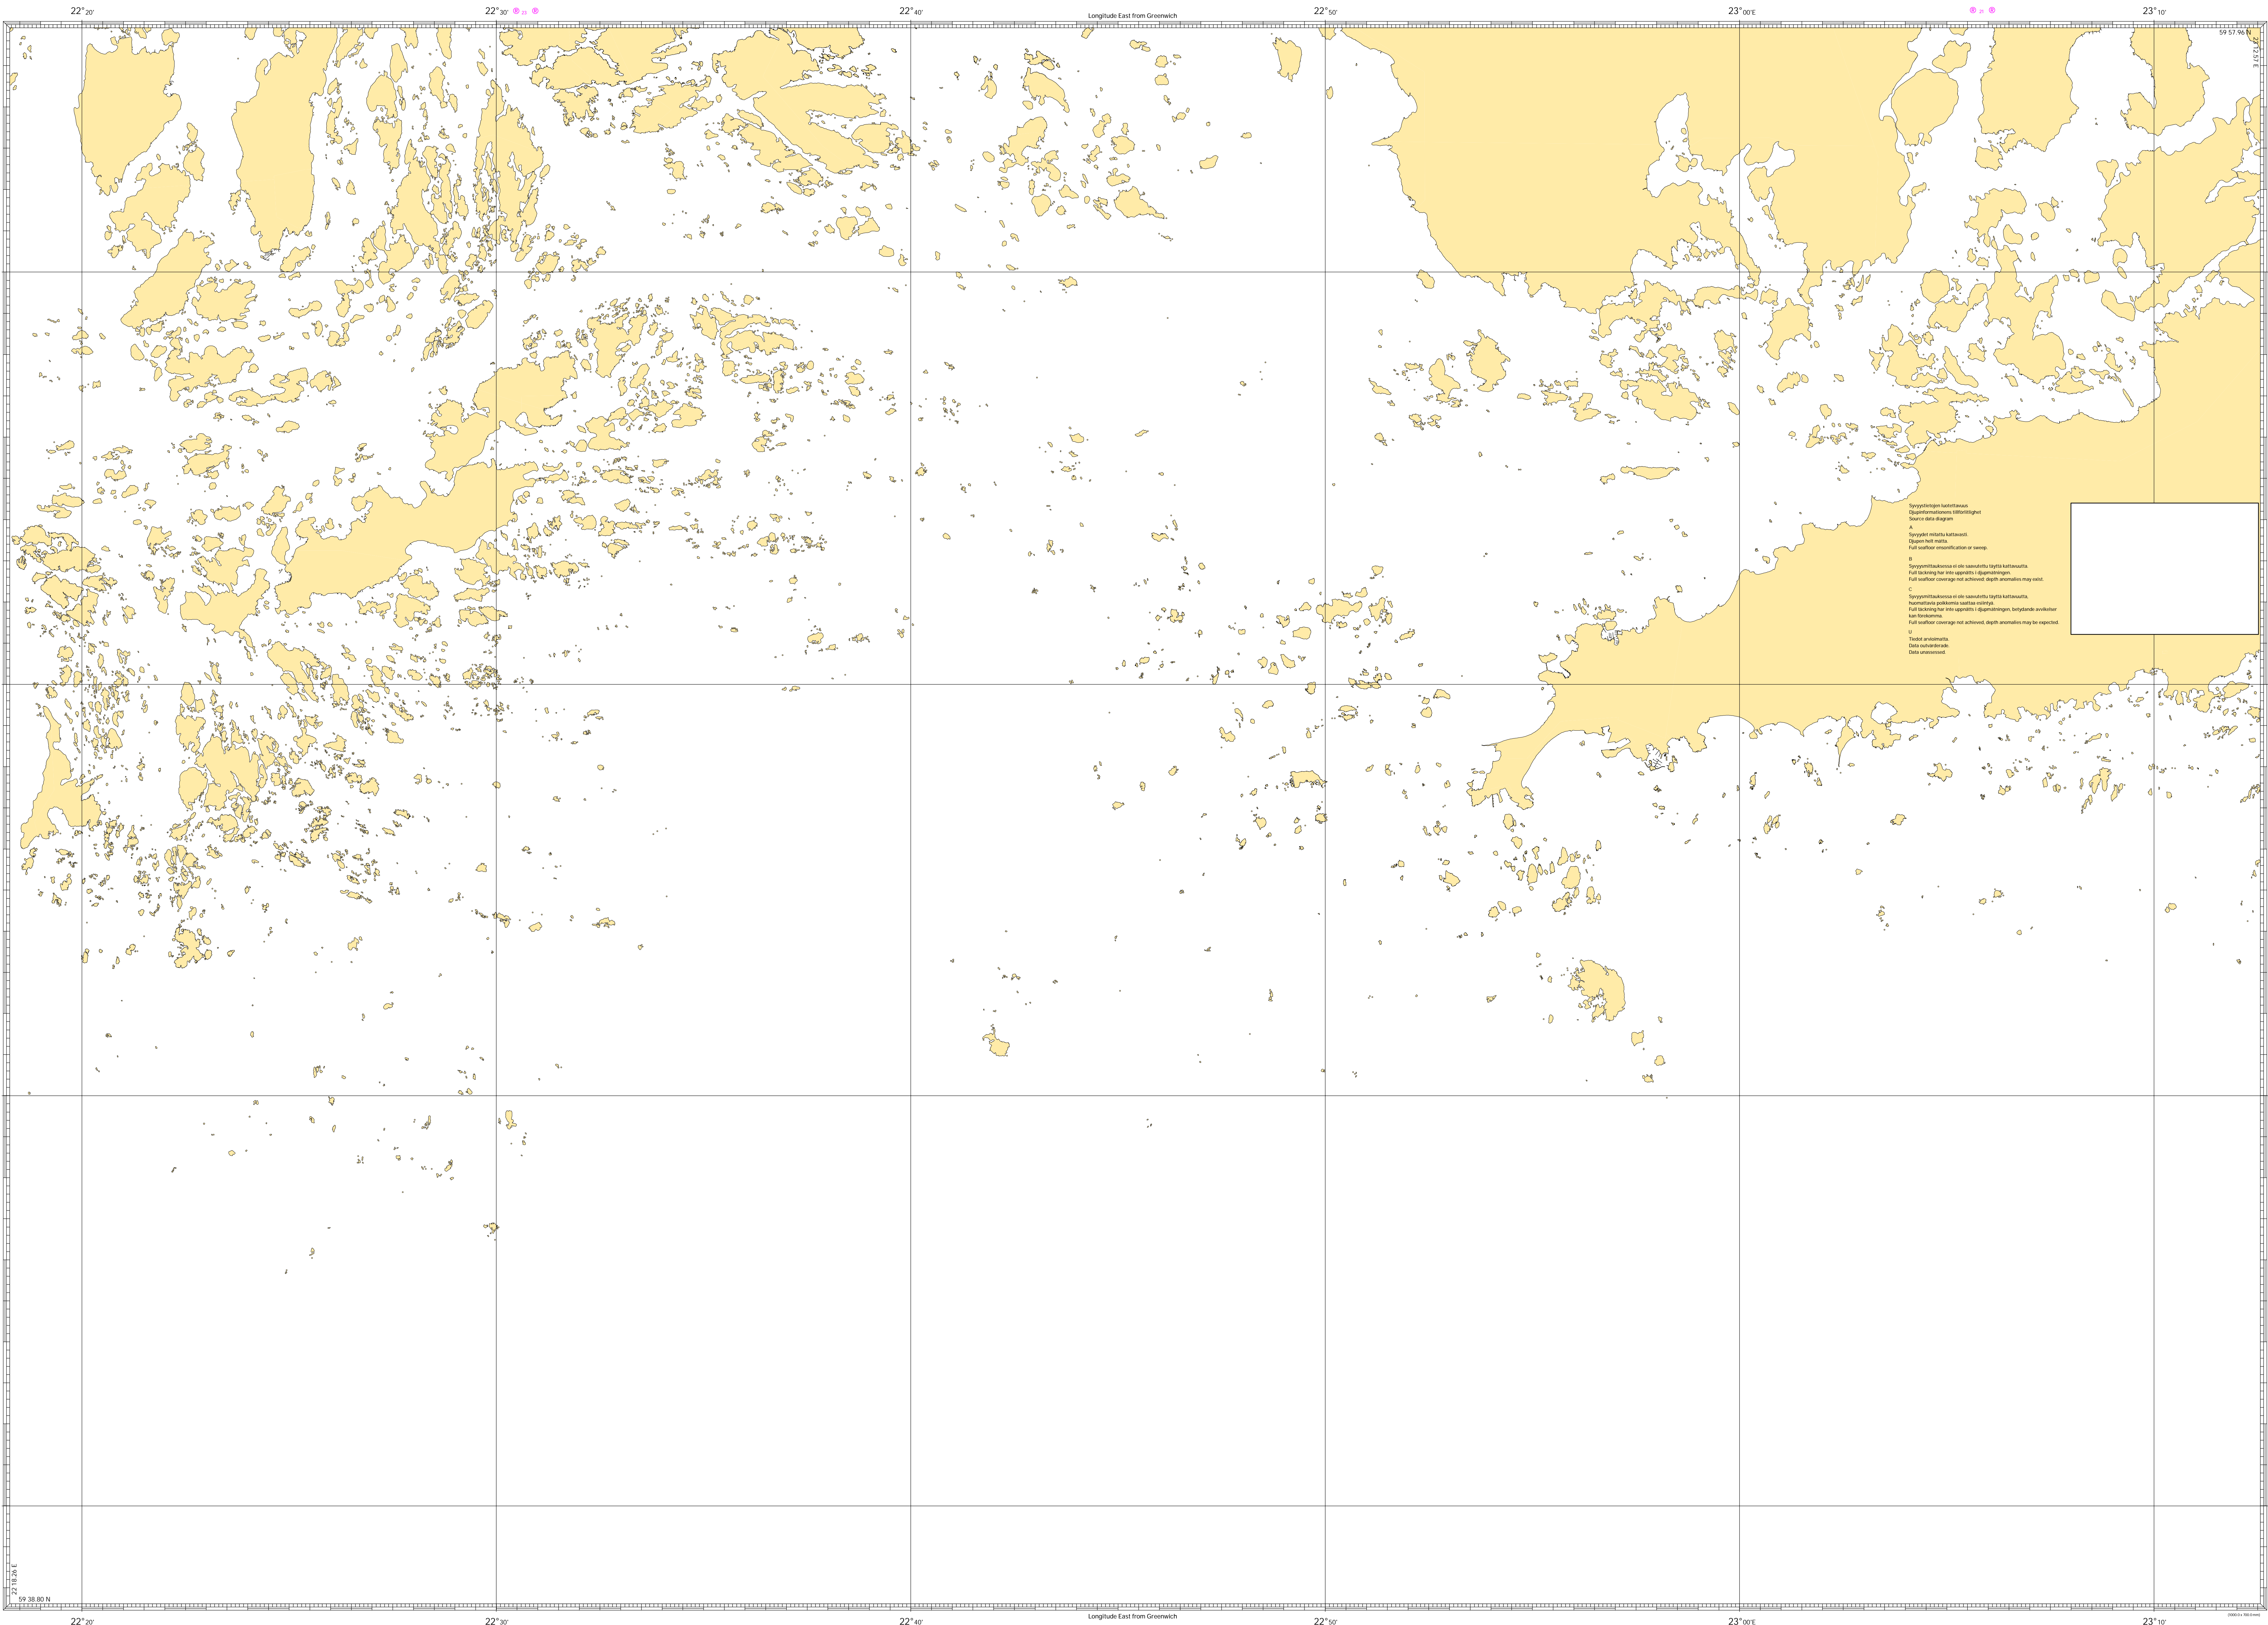 22°20'
22°30'
® 22 ®
22°40'
Longitude East from Greenwich
22°50'
23°00'E
® 21 ®
23°10'
59 57.96 N
Syvyystietojen luotettavuus
Djupinformationens tillförlitlighet
Source data diagram
A
Syvyydet mitattu kattavasti.
Djupen helt mätta.
Full seafloor ensonification or sweep.
B
Syvyysmittauksessa ei ole saavutettu täyttä kattavuutta.
Full täckning har inte uppnåtts i djupmätningen.
Full seafloor coverage not achieved; depth anomalies may exist.
C
Syvyysmittauksessa ei ole saavutettu täyttä kattavuutta,
huomattavia poikkeamia saattaa esiintyä.
Full täckning har inte uppnåtts i djupmätningen, betydande avvikelser
kan förekomma.
Full seafloor coverage not achieved, depth anomalies may be expected.
U
Tiedot arvioimatta.
Data outvärderade.
Data unassessed.
22 18.26 E
59 38.80 N
22°20'
22°30'
22°40'
Longitude East from Greenwich
22°50'
23°00'E
23°10'